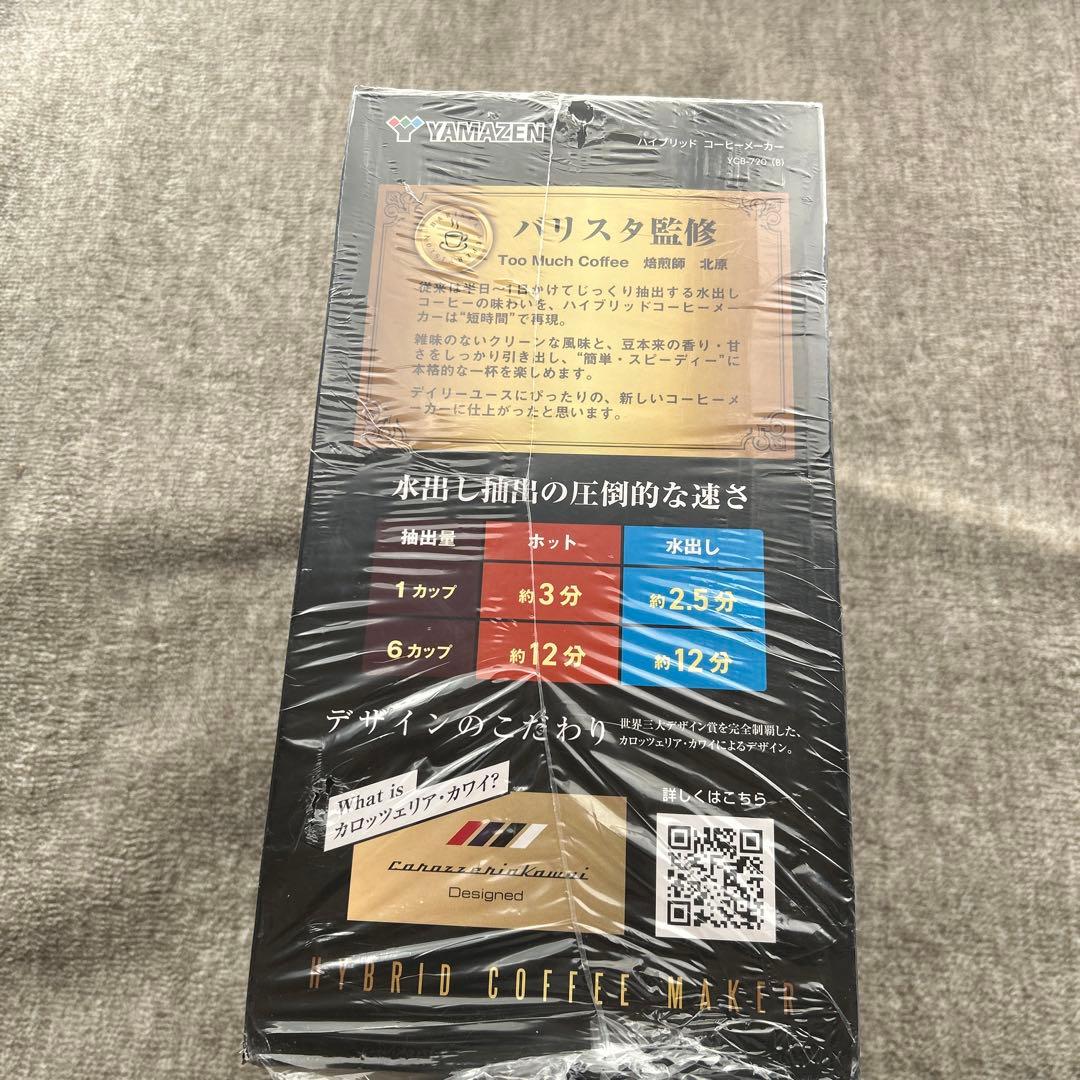 YAMAZEN
ハイブリッド コーヒーメーカー
YCB-720 (B)
バリスタ監修
Too Much Coffee 焙煎師 北原
従来は半日〜1日かけてじっくり抽出する水出し
コーヒーの味わいを、ハイブリッドコーヒーメー
カーは"短時間"で再現。
雑味のないクリーンな風味と、豆本来の香り・甘
さをしっかり引き出し、"簡単・スピーディー"に
本格的な一杯を楽しめます。
デイリーユースにぴったりの、新しいコーヒーメ
ーカーに仕上がったと思います。
水出し抽出の圧倒的な速さ
抽出量 ホット 水出し
1カップ 約3分 約2.5分
6カップ 約12分 約12分
デザインのこだわり
世界三大デザイン賞を完全制覇した、
カロッツェリア・カワイによるデザイン。
What is
カロッツェリア・カワイ?
詳しくはこちら
CarozzeriaKawai
Designed
HYBRID COFFEE MAKER